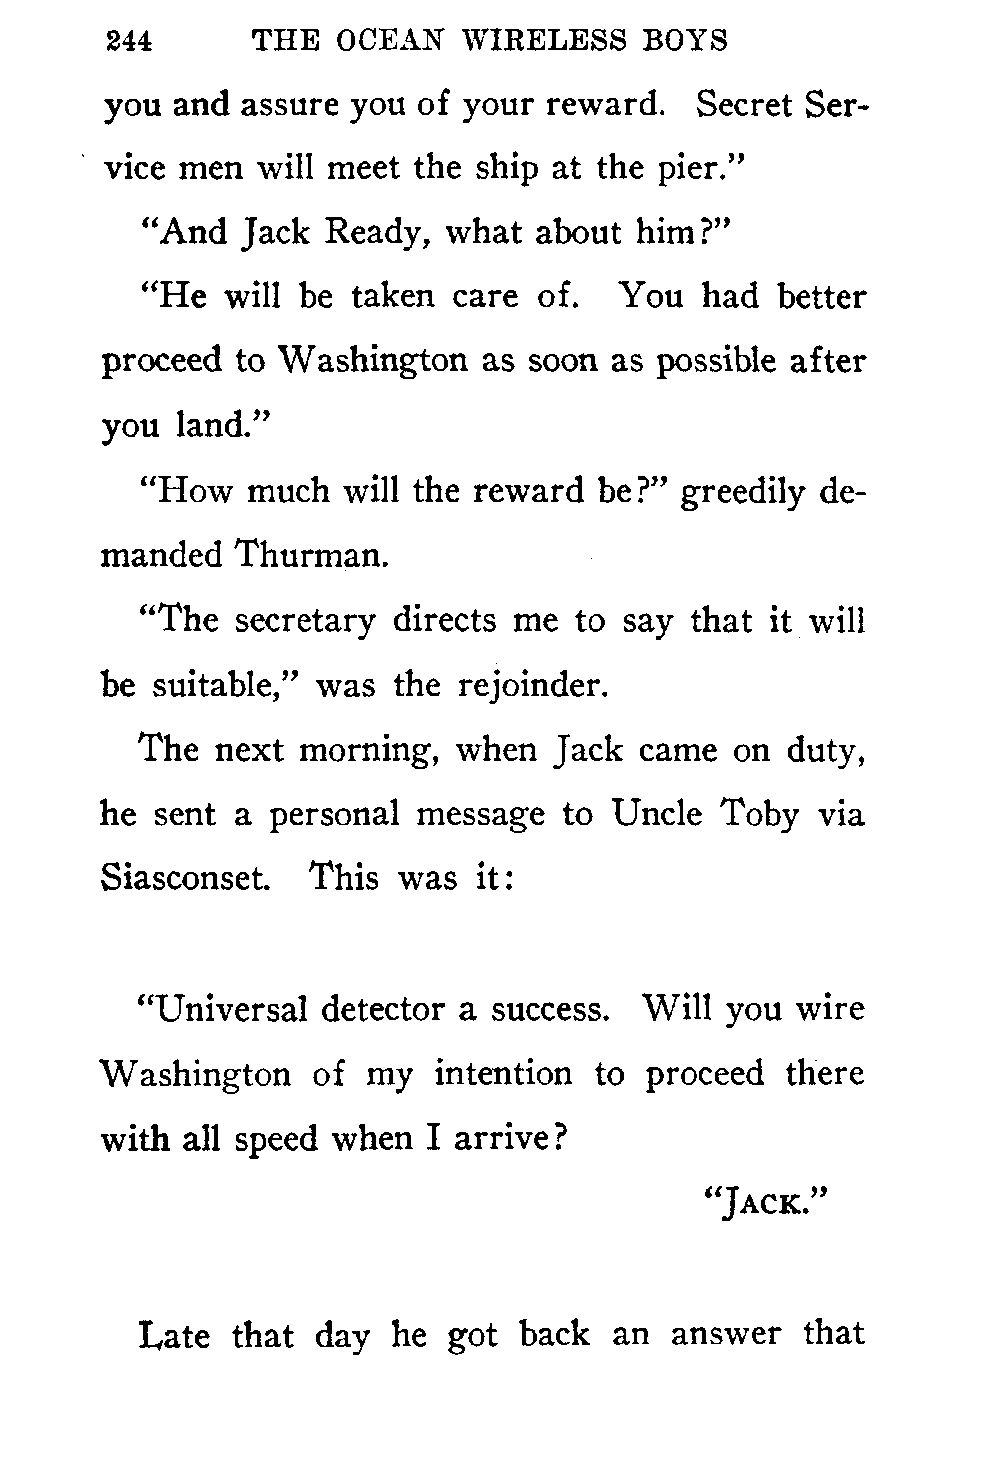 244 THE OCEAN WIRELESS BOYS
you and assure you of your reward. Secret Ser-
vice men will meet the ship at the pier."
"And Jack Ready, what about him?"
"He will be taken care of. You had better
proceed to Washington as soon as possible after
you land."
"How much will the reward be?" greedily de-
manded Thurman.
"The secretary directs me to say that it will
be suitable," was the rejoinder.
The next morning, when Jack came on duty,
he sent a personal message to Uncle Toby via
Siasconset. This was it:
"Universal detector a success. Will you wire
Washington of my intention to proceed there
with all speed when I arrive?
"JACK."
Late that day he got back an answer that